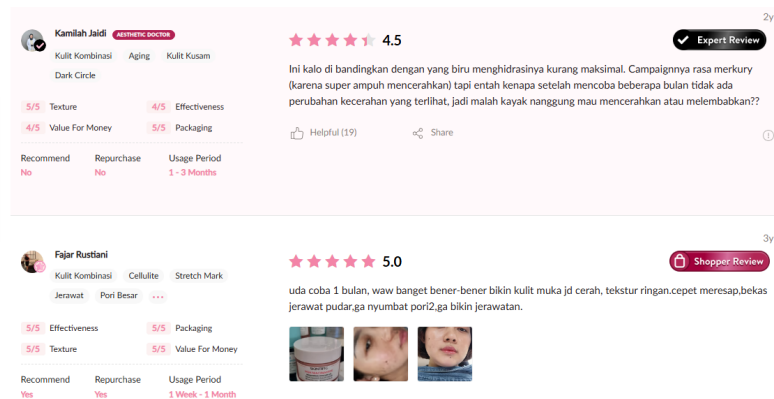 2y
Kamilah Jaidi AESTHETIC DOCTOR
Kulit Kombinasi Aging Kulit Kusam
Dark Circle
5/5 Texture 4/5 Effectiveness
4/5 Value For Money 5/5 Packaging
Recommend Repurchase Usage Period
No No 1 - 3 Months
4.5
Expert Review
Ini kalo di bandingkan dengan yang biru menghidrasinya kurang maksimal. Campaignnya rasa merkury
(karena super ampuh mencerahkan) tapi entah kenapa setelah mencoba beberapa bulan tidak ada
perubahan kecerahan yang terlihat, jadi malah kayak nanggung mau mencerahkan atau melembabkan??
Helpful (19) Share
3y
Fajar Rustiani
Kulit Kombinasi Cellulite Stretch Mark
Jerawat Pori Besar ...
5/5 Effectiveness 5/5 Packaging
5/5 Texture 5/5 Value For Money
Recommend Repurchase Usage Period
Yes Yes 1 Week - 1 Month
5.0
Shopper Review
uda coba 1 bulan, waw banget bener-bener bikin kulit muka jd cerah, tekstur ringan.cepet meresap,bekas
jerawat pudar,ga nyumbat pori2,ga bikin jerawatan.